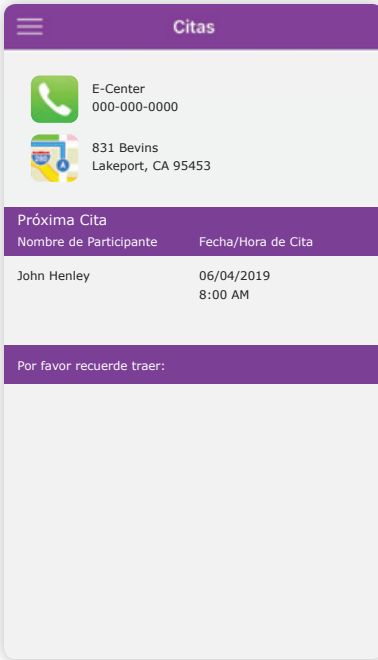 Citas
E-Center
000-000-0000
280
831 Bevins
Lakeport, CA 95453
Próxima Cita
Nombre de Participante Fecha/Hora de Cita
John Henley 06/04/2019
8:00 AM
Por favor recuerde traer: